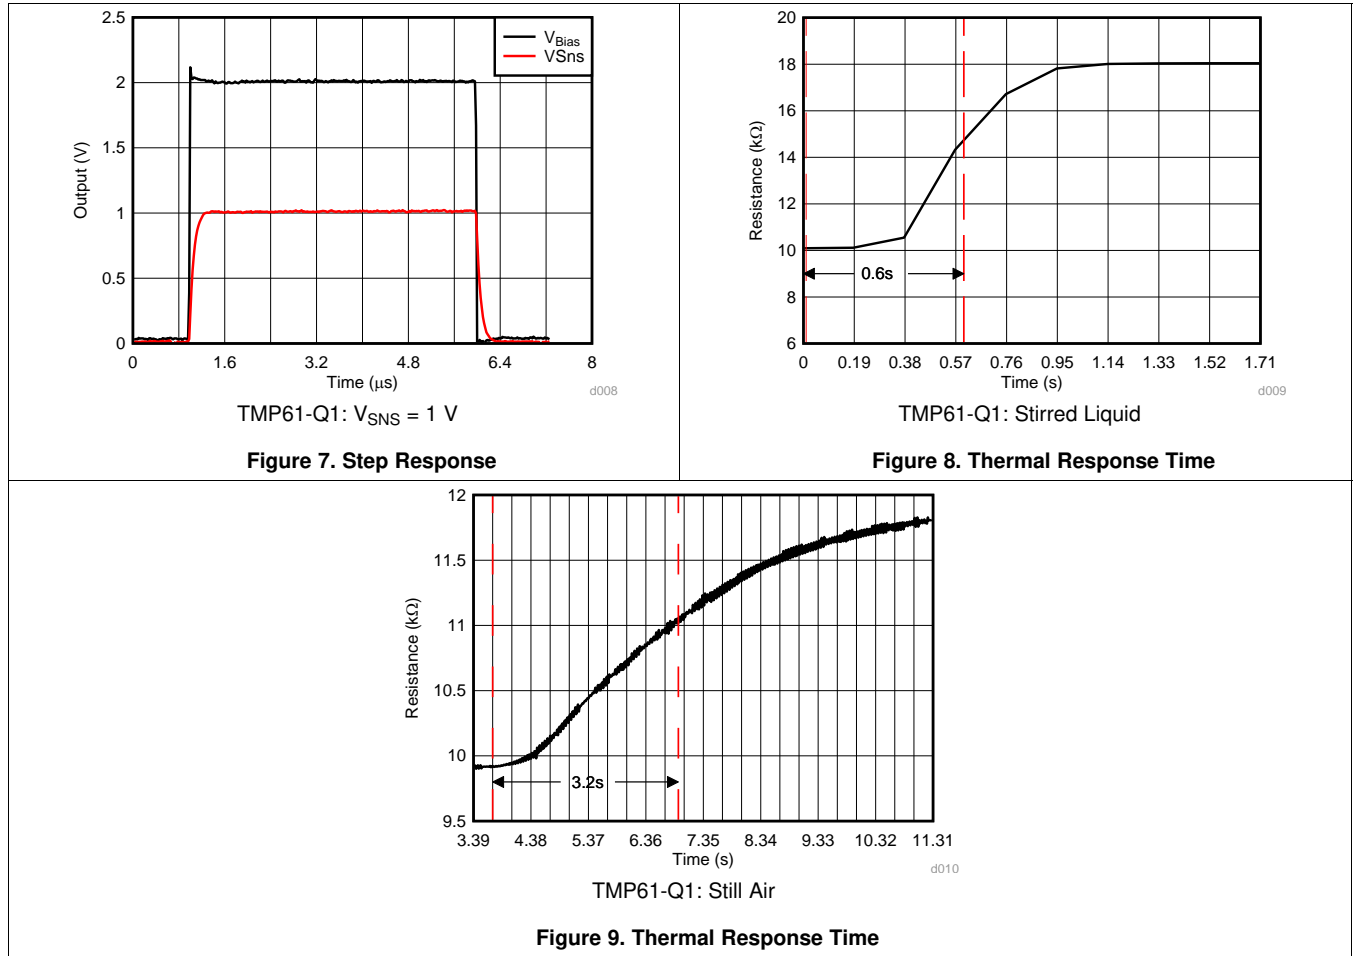 2.5
2
1.5
1
0.5
0
Output (V)
V_Bias
VSns
0 1.6 3.2 4.8 6.4 8
Time (μs)
d008
TMP61-Q1: V_SNS = 1 V
Figure 7. Step Response
20
18
16
14
12
10
8
6
Resistance (kΩ)
0.6s
0 0.19 0.38 0.57 0.76 0.95 1.14 1.33 1.52 1.71
Time (s)
d009
TMP61-Q1: Stirred Liquid
Figure 8. Thermal Response Time
12
11.5
11
10.5
10
9.5
Resistance (kΩ)
3.2s
3.39 4.38 5.37 6.36 7.35 8.34 9.33 10.32 11.31
Time (s)
d010
TMP61-Q1: Still Air
Figure 9. Thermal Response Time